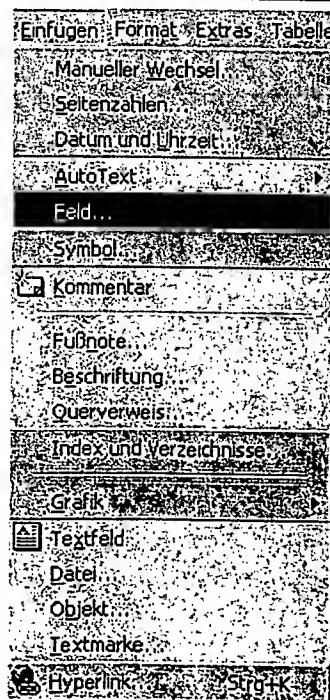 Einfügen Format Extras Tabelle
Manueller Wechsel...
Seitenzahlen...
Datum und Uhrzeit...
AutoText
Feld...
Symbol...
Kommentar
Fußnote...
Beschriftung...
Querverweis...
Index und Verzeichnisse...
Grafik
Textfeld
Datei...
Objekt...
Textmarke...
Hyperlink... Strg+K